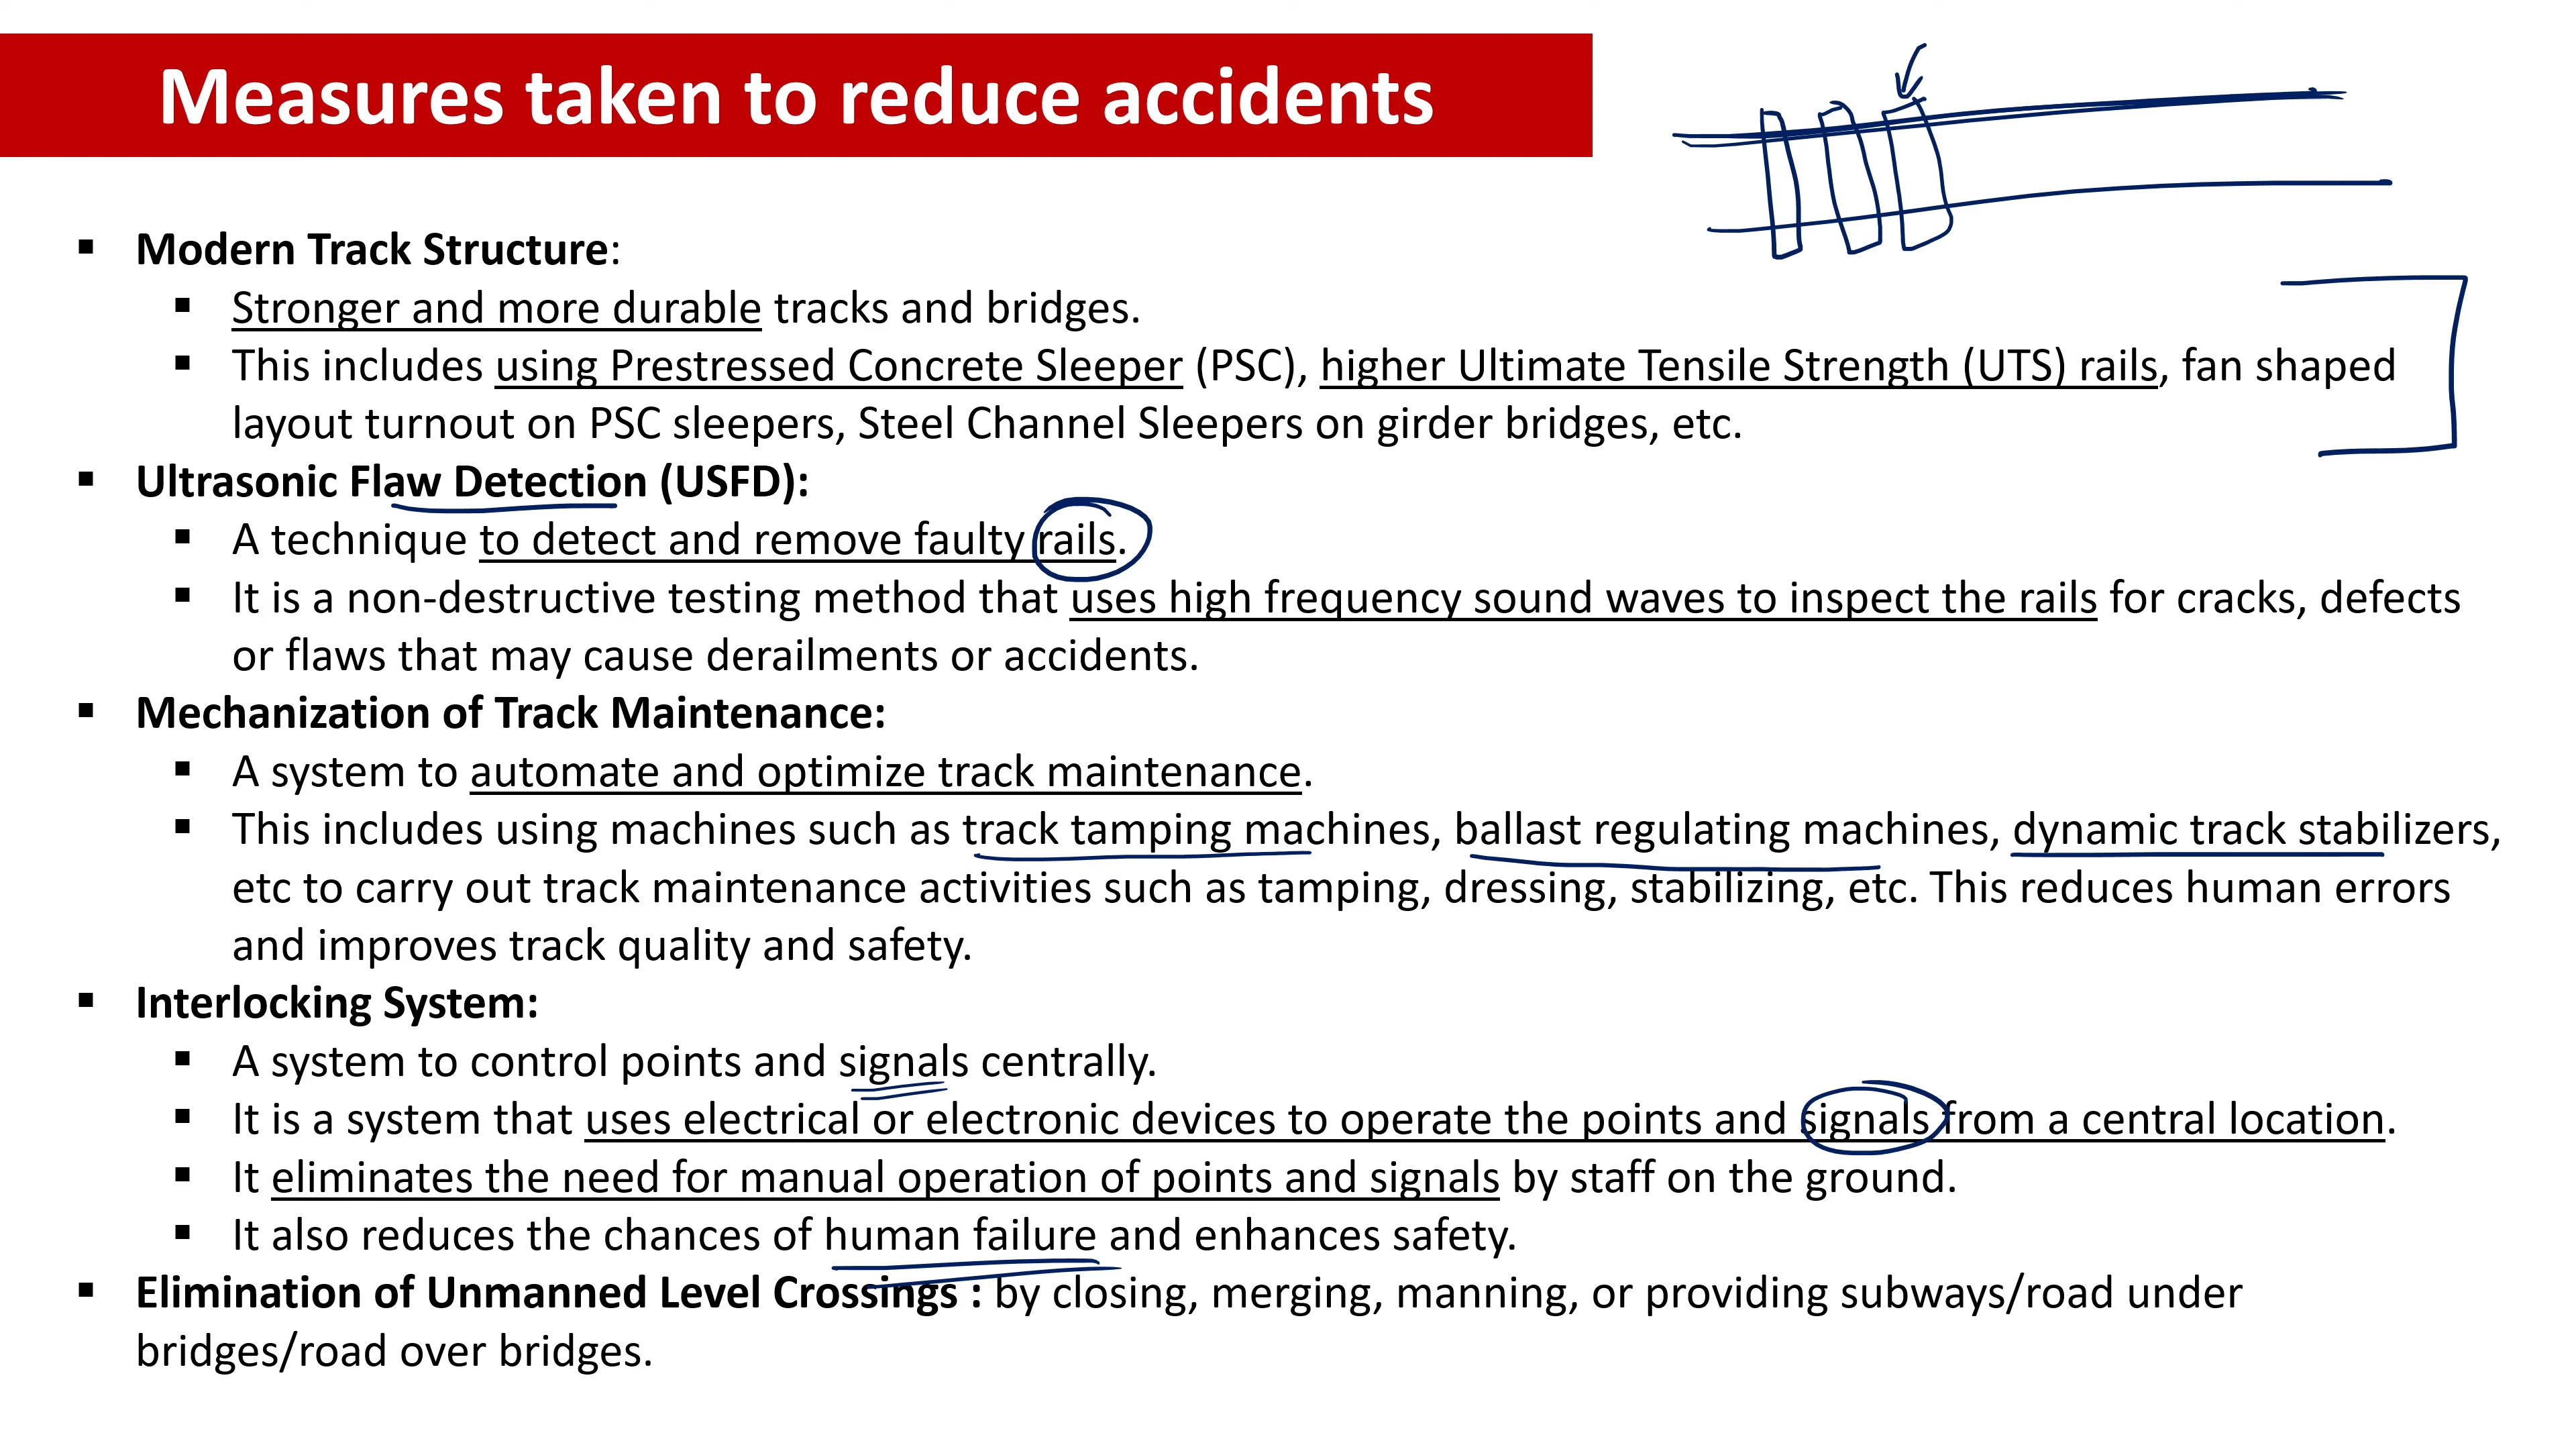 Measures taken to reduce accidents
▪ Modern Track Structure:
▪ Stronger and more durable tracks and bridges.
▪ This includes using Prestressed Concrete Sleeper (PSC), higher Ultimate Tensile Strength (UTS) rails, fan shaped
layout turnout on PSC sleepers, Steel Channel Sleepers on girder bridges, etc.
▪ Ultrasonic Flaw Detection (USFD):
▪ A technique to detect and remove faulty rails.
▪ It is a non-destructive testing method that uses high frequency sound waves to inspect the rails for cracks, defects
or flaws that may cause derailments or accidents.
▪ Mechanization of Track Maintenance:
▪ A system to automate and optimize track maintenance.
▪ This includes using machines such as track tamping machines, ballast regulating machines, dynamic track stabilizers,
etc to carry out track maintenance activities such as tamping, dressing, stabilizing, etc. This reduces human errors
and improves track quality and safety.
▪ Interlocking System:
▪ A system to control points and signals centrally.
▪ It is a system that uses electrical or electronic devices to operate the points and signals from a central location.
▪ It eliminates the need for manual operation of points and signals by staff on the ground.
▪ It also reduces the chances of human failure and enhances safety.
▪ Elimination of Unmanned Level Crossings : by closing, merging, manning, or providing subways/road under
bridges/road over bridges.